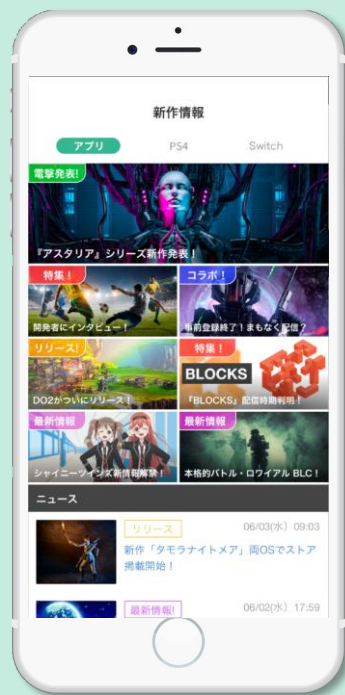 新作情報
アプリ
PS4
Switch
電撃発表!
『アスタリア』シリーズ新作発表!
特集!
開発者にインタビュー!
コラボ!
事前登録終了?まもなく配信?
リリース!
DO2がついにリリース!
特集!
BLOCKS
『BLOCKS』配信時期判明!
最新情報
シャイニーツインズ新情報解禁!
最新情報
本格的バトル・ロワイアル BLC!
ニュース
リリース
06/03(水) 09:03
新作「タモラナイトメア」両OSでストア
掲載開始!
最新情報!
06/02(水) 17:59